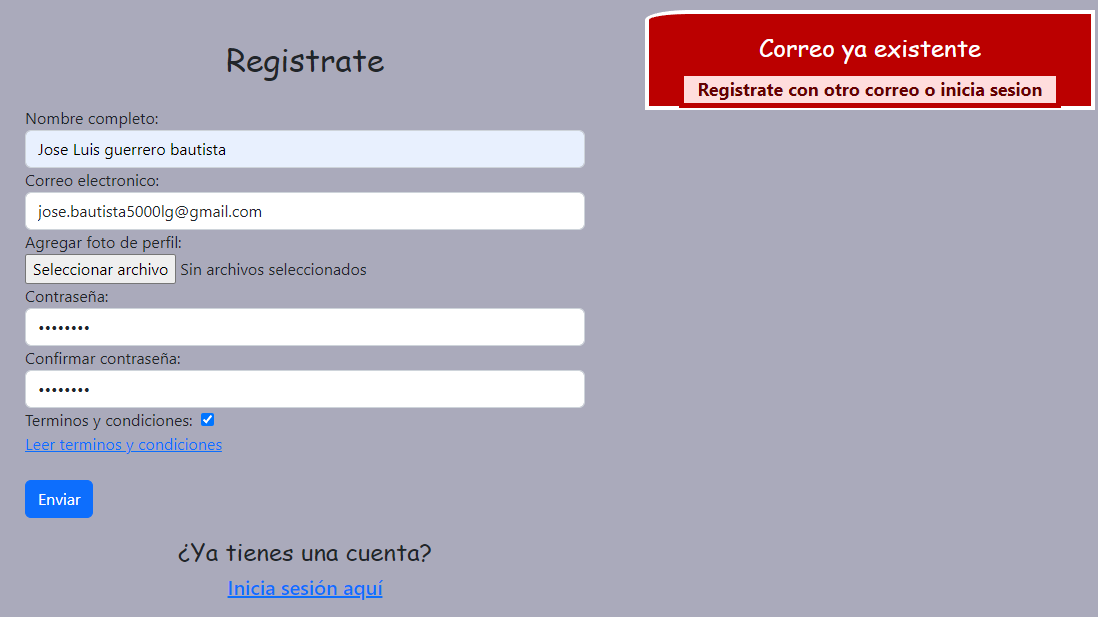 Registrate
Nombre completo:
Jose Luis guerrero bautista
Correo electronico:
jose.bautista5000lg@gmail.com
Agregar foto de perfil:
Seleccionar archivo Sin archivos seleccionados
Contraseña:
••••••••
Confirmar contraseña:
••••••••
Terminos y condiciones:
Leer terminos y condiciones
Enviar
¿Ya tienes una cuenta?
Inicia sesión aquí
Correo ya existente
Registrate con otro correo o inicia sesion